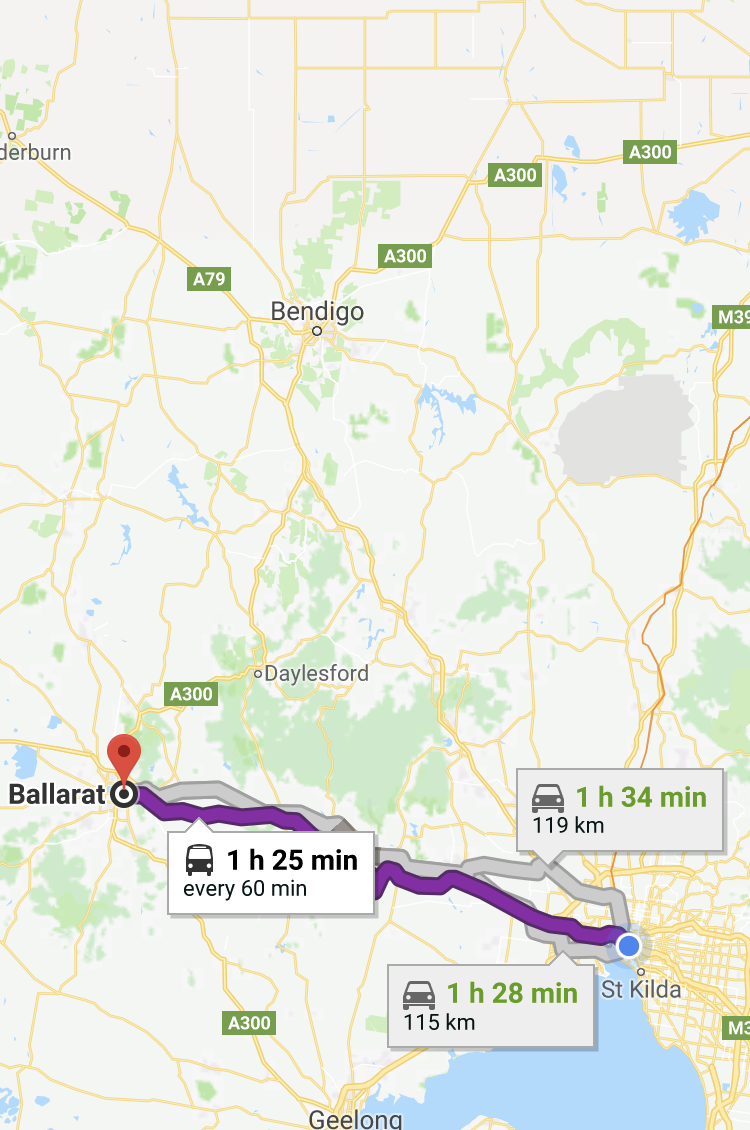 A300
derburn
A300
A300
A79
Bendigo
M39
Daylesford
A300
Ballarat
1 h 34 min
119 km
1 h 25 min
every 60 min
1 h 28 min
115 km
St Kilda
A300
M3
Geelong